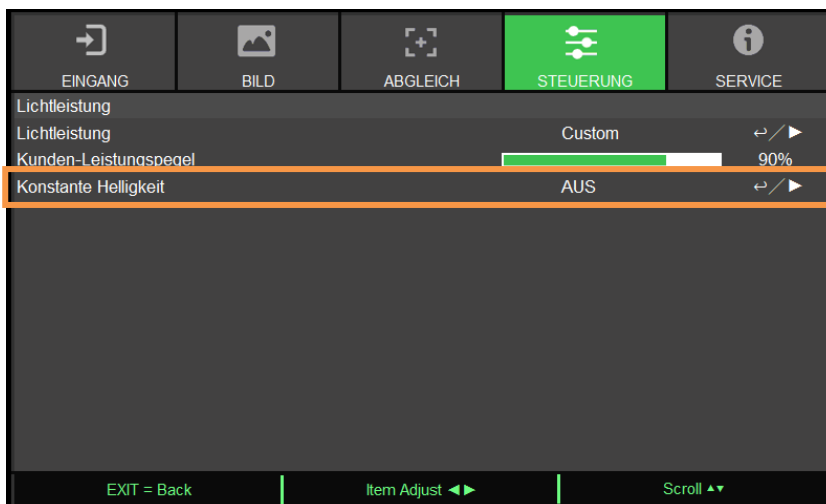 EINGANG BILD ABGLEICH STEUERUNG SERVICE
Lichtleistung
Lichtleistung Custom ↩/▶
Kunden-Leistungspegel 90%
Konstante Helligkeit AUS ↩/▶
EXIT = Back Item Adjust ◀▶ Scroll ▲▼